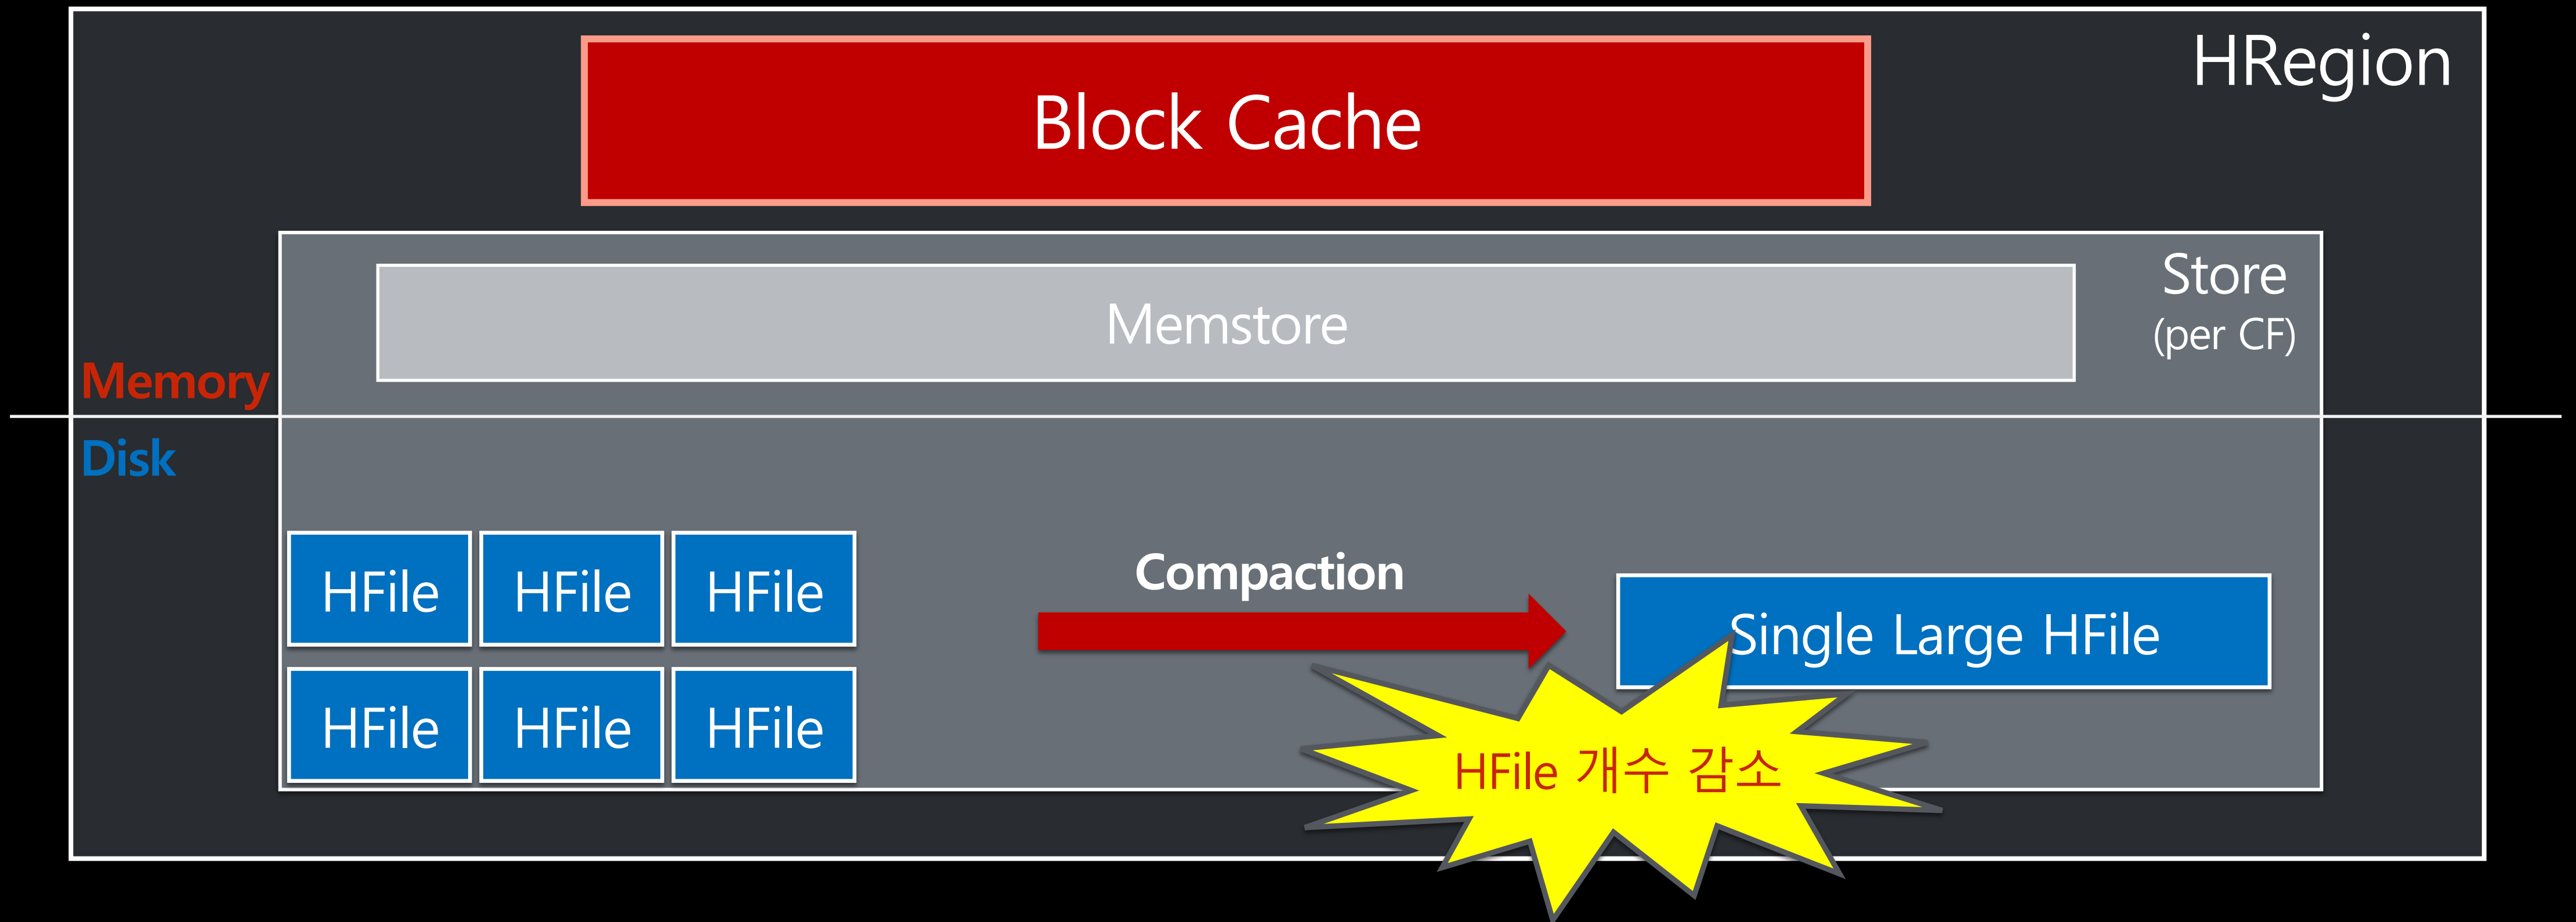 HRegion
Block Cache
Store
(per CF)
Memstore
Memory
Disk
HFile HFile HFile
HFile HFile HFile
Compaction
Single Large HFile
HFile 개수 감소